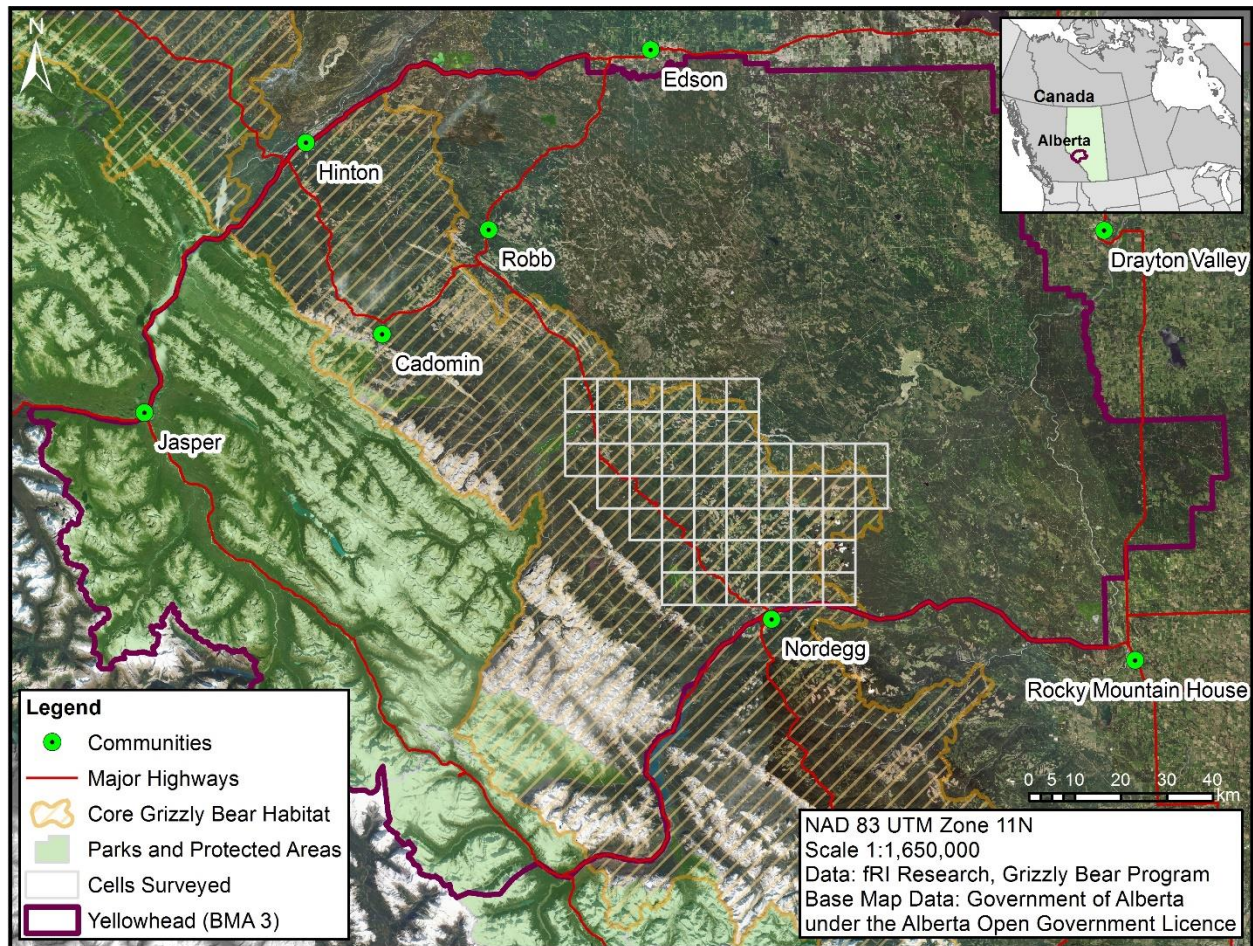 N
Edson
Canada
Alberta
Hinton
Robb
Drayton Valley
Cadomin
Jasper
Nordegg
Rocky Mountain House
Legend
Communities
Major Highways
Core Grizzly Bear Habitat
Parks and Protected Areas
Cells Surveyed
Yellowhead (BMA 3)
0 5 10 20 30 40
km
NAD 83 UTM Zone 11N
Scale 1:1,650,000
Data: fRI Research, Grizzly Bear Program
Base Map Data: Government of Alberta
under the Alberta Open Government Licence